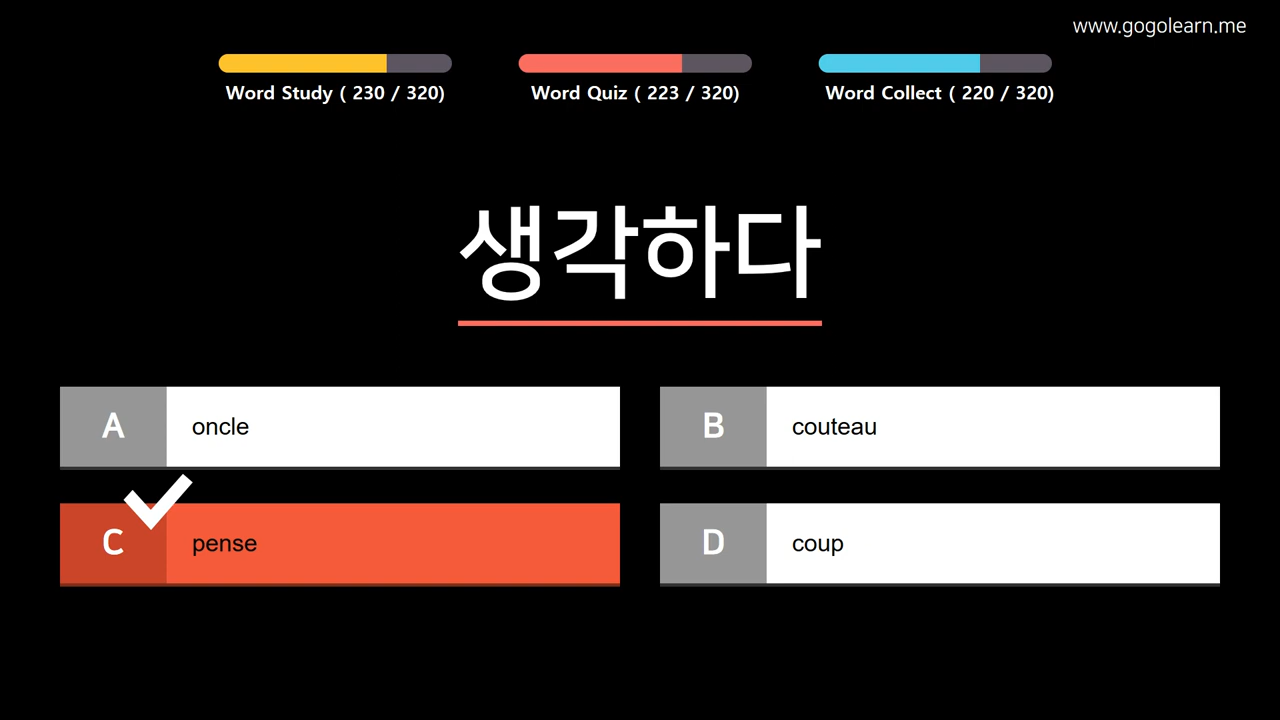 www.gogolearn.me
Word Study ( 230 / 320)
Word Quiz ( 223 / 320)
Word Collect ( 220 / 320)
생각하다
A oncle
B couteau
C pense
D coup